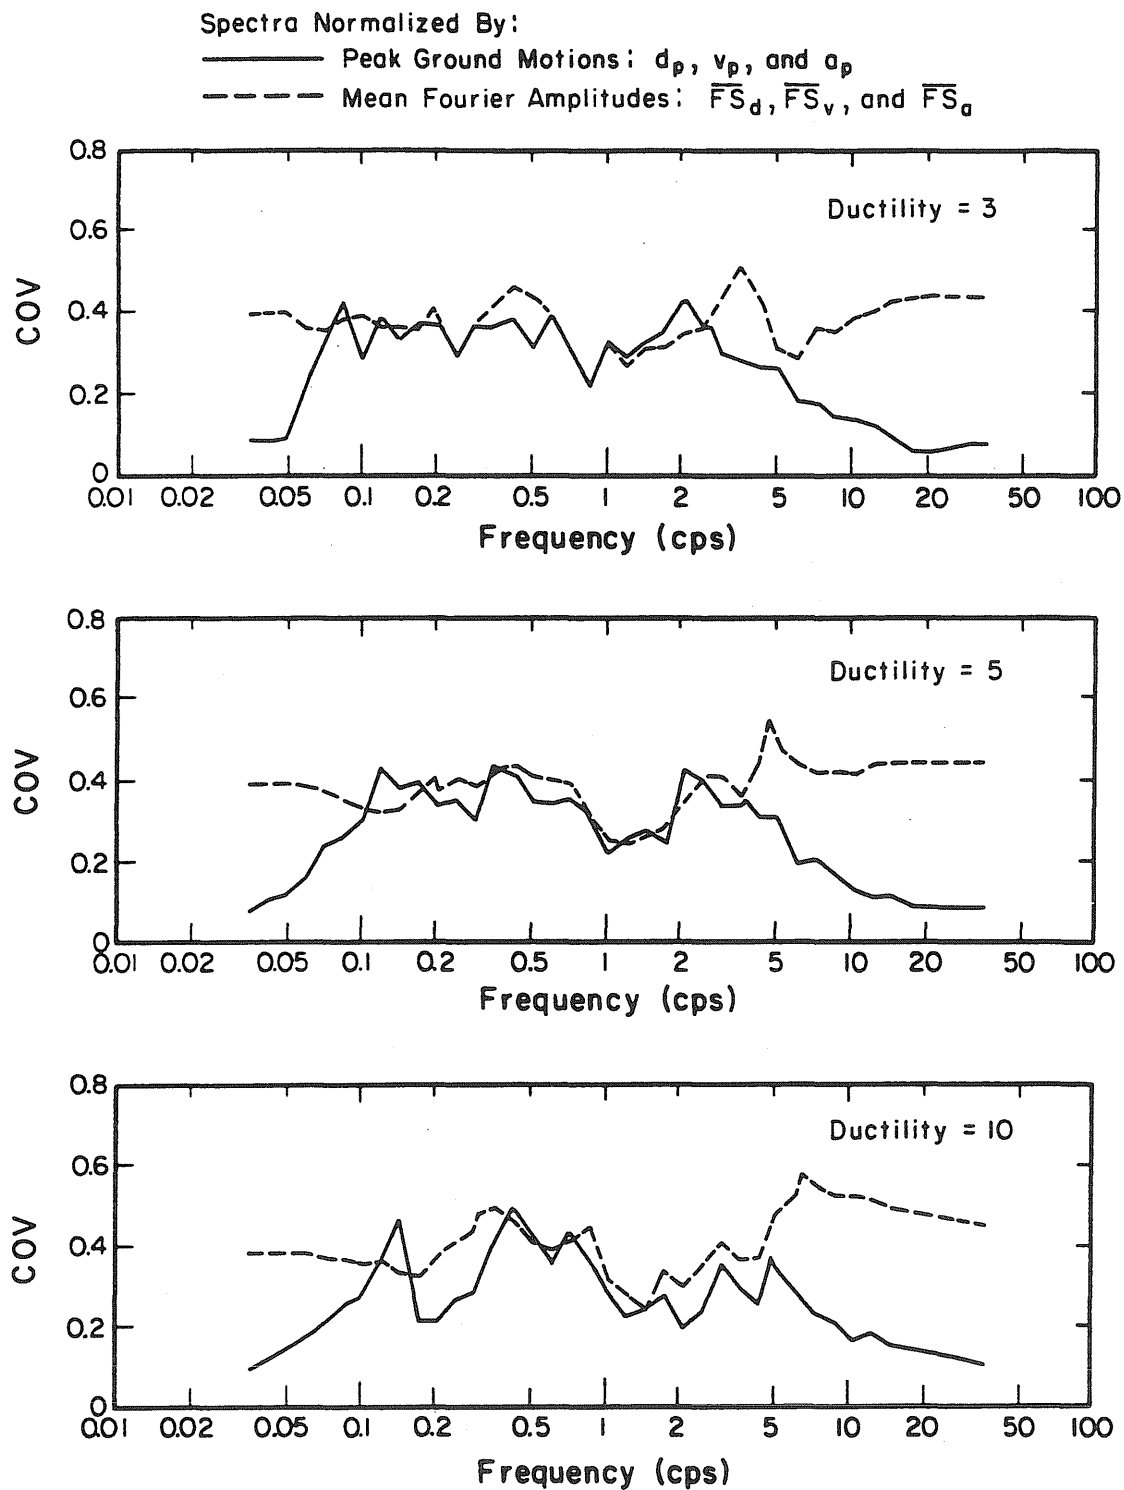 Spectra Normalized By:
Peak Ground Motions: dp, vp, and ap
Mean Fourier Amplitudes: F̅S̅d, F̅S̅v, and F̅S̅a
0.8
0.6
0.4
0.2
0
COV
Ductility = 3
0.01 0.02 0.05 0.1 0.2 0.5 1 2 5 10 20 50 100
Frequency (cps)
0.8
0.6
0.4
0.2
0
COV
Ductility = 5
0.01 0.02 0.05 0.1 0.2 0.5 1 2 5 10 20 50 100
Frequency (cps)
0.8
0.6
0.4
0.2
0
COV
Ductility = 10
0.01 0.02 0.05 0.1 0.2 0.5 1 2 5 10 20 50 100
Frequency (cps)